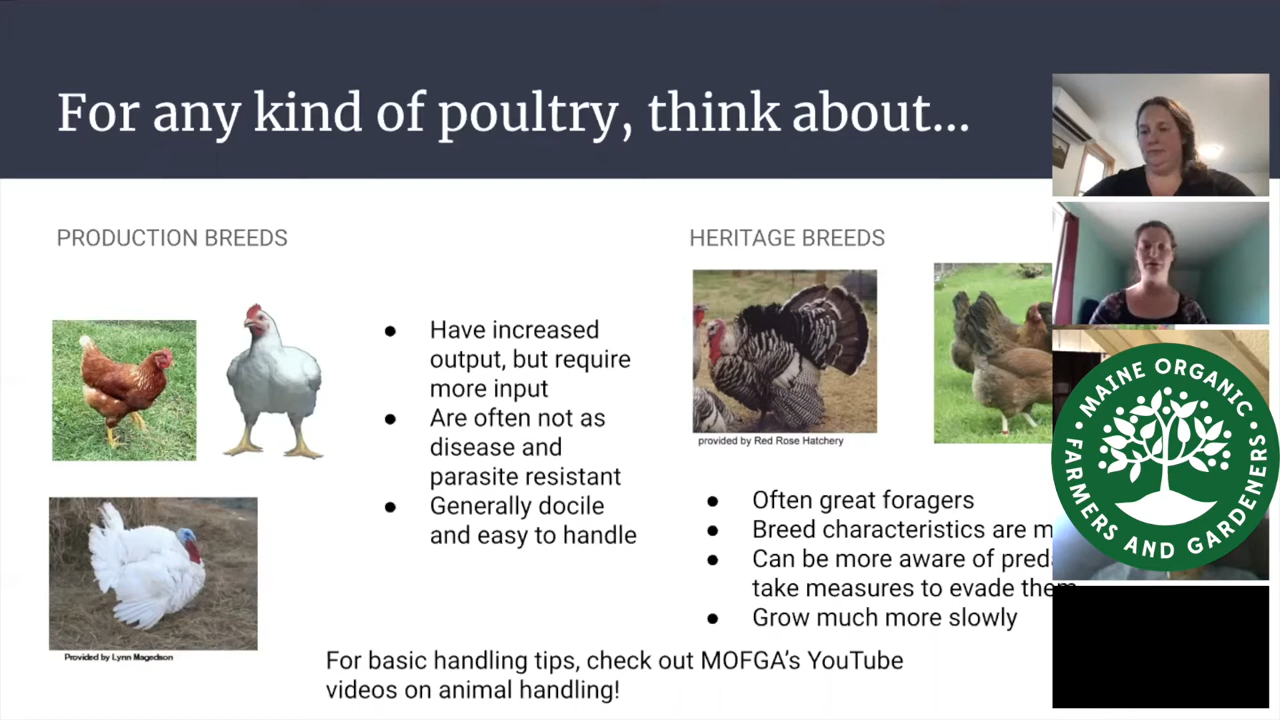 For any kind of poultry, think about...
PRODUCTION BREEDS
Have increased
output, but require
more input
Are often not as
disease and
parasite resistant
Generally docile
and easy to handle
Provided by Lynn Magedson
HERITAGE BREEDS
provided by Red Rose Hatchery
Often great foragers
Breed characteristics are
Can be more aware of
take measures to evade them
Grow much more slowly
For basic handling tips, check out MOFGA's YouTube
videos on animal handling!
MAINE ORGANIC
FARMERS AND GARDENERS